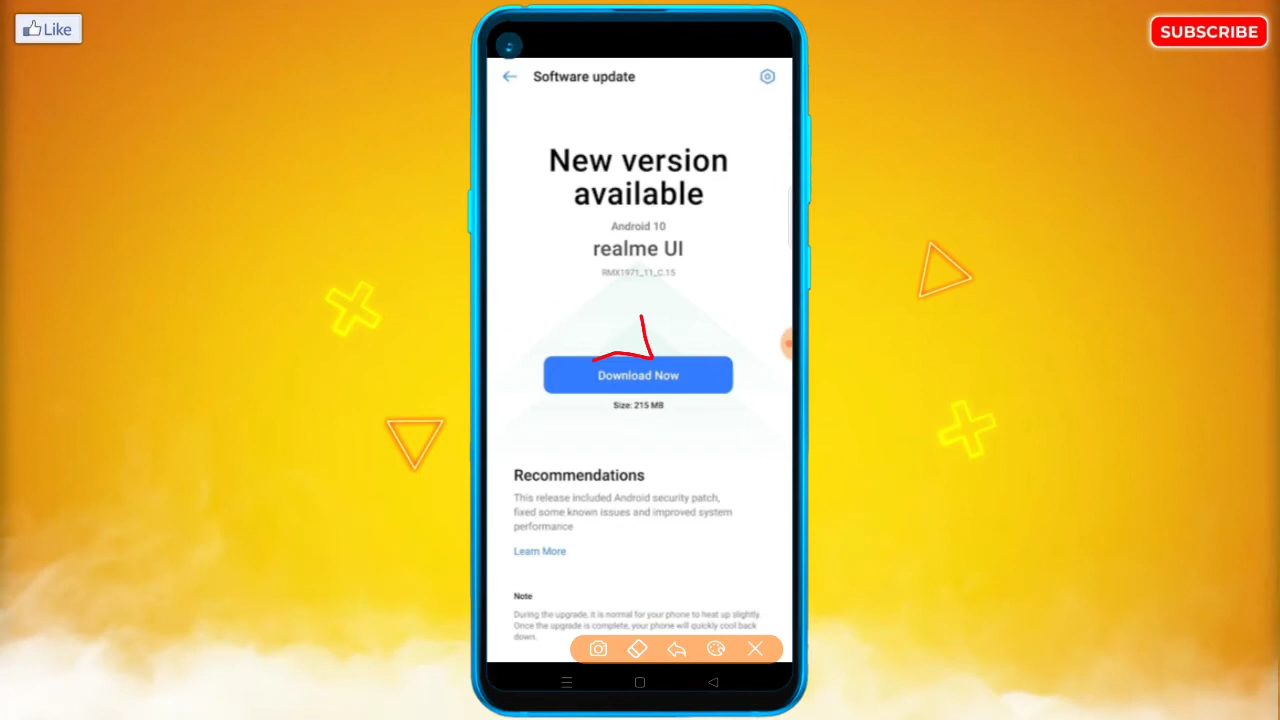 Like
SUBSCRIBE
Software update
New version
available
Android 10
realme UI
RMX1971_11_C.15
Download Now
Size: 215 MB
Recommendations
This release included Android security patch,
fixed some known issues and improved system
performance
Learn More
Note
During the upgrade, it is normal for your phone to heat up slightly.
Once the upgrade is complete, your phone will quickly cool back
down.